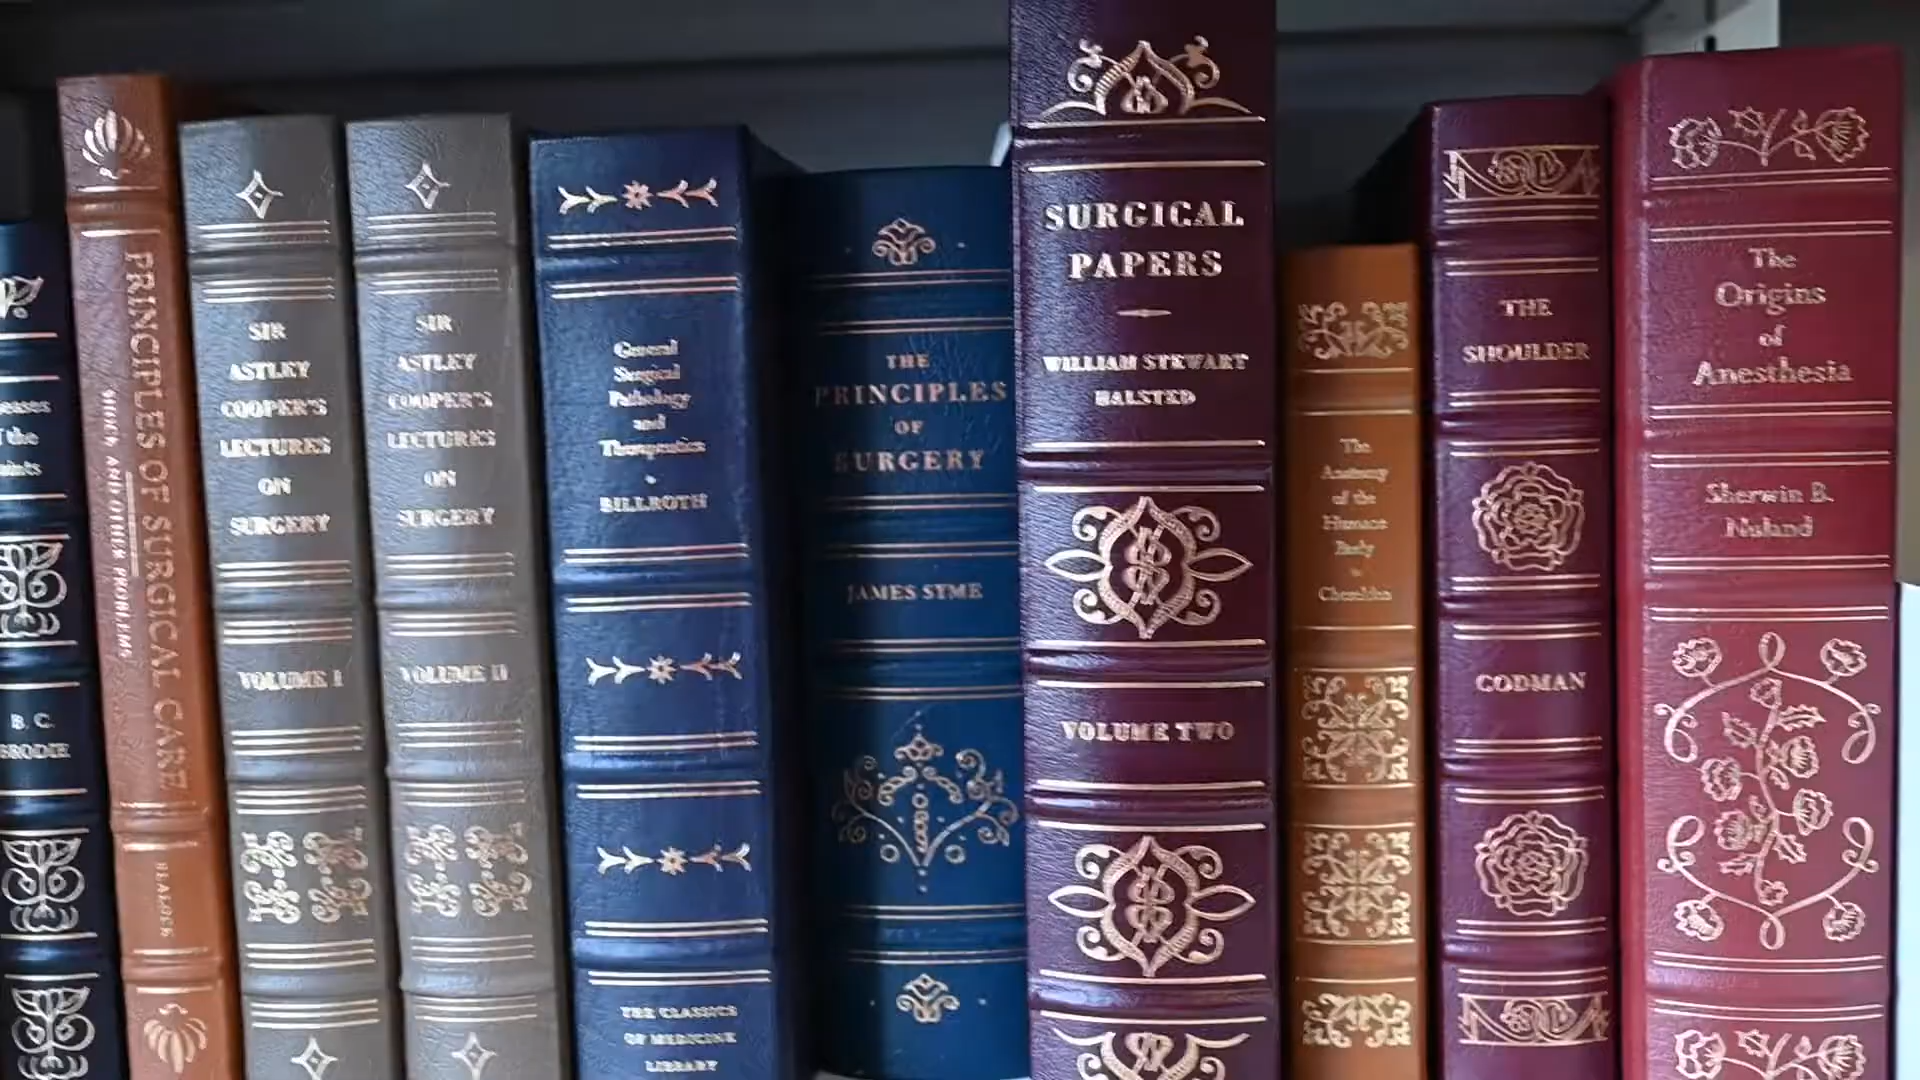 eases
f the
oints
B. C.
BRODIE
PRINCIPLES OF SURGICAL CARE
SHOCK AND OTHER PROBLEMS
BLALOCK
SIR
ASTLEY
COOPER'S
LECTURES
ON
SURGERY
VOLUME I
SIR
ASTLEY
COOPER'S
LECTURES
ON
SURGERY
VOLUME II
General
Surgical
Pathology
and
Therapeutics
BILLROTH
THE CLASSICS
OF MEDICINE
LIBRARY
THE
PRINCIPLES
OF
SURGERY
JAMES SYME
SURGICAL
PAPERS
WILLIAM STEWART
HALSTED
VOLUME TWO
The
Anatomy
of the
Humane
Body
Cheselden
THE
SHOULDER
CODMAN
The
Origins
of
Anesthesia
Sherwin B.
Nuland